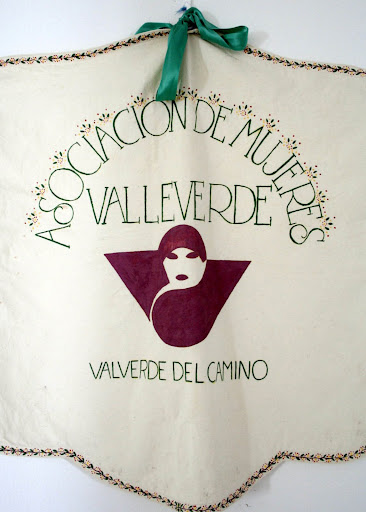 ASOCIACION DE MUJERES
VALLEVERDE
VALVERDE DEL CAMINO